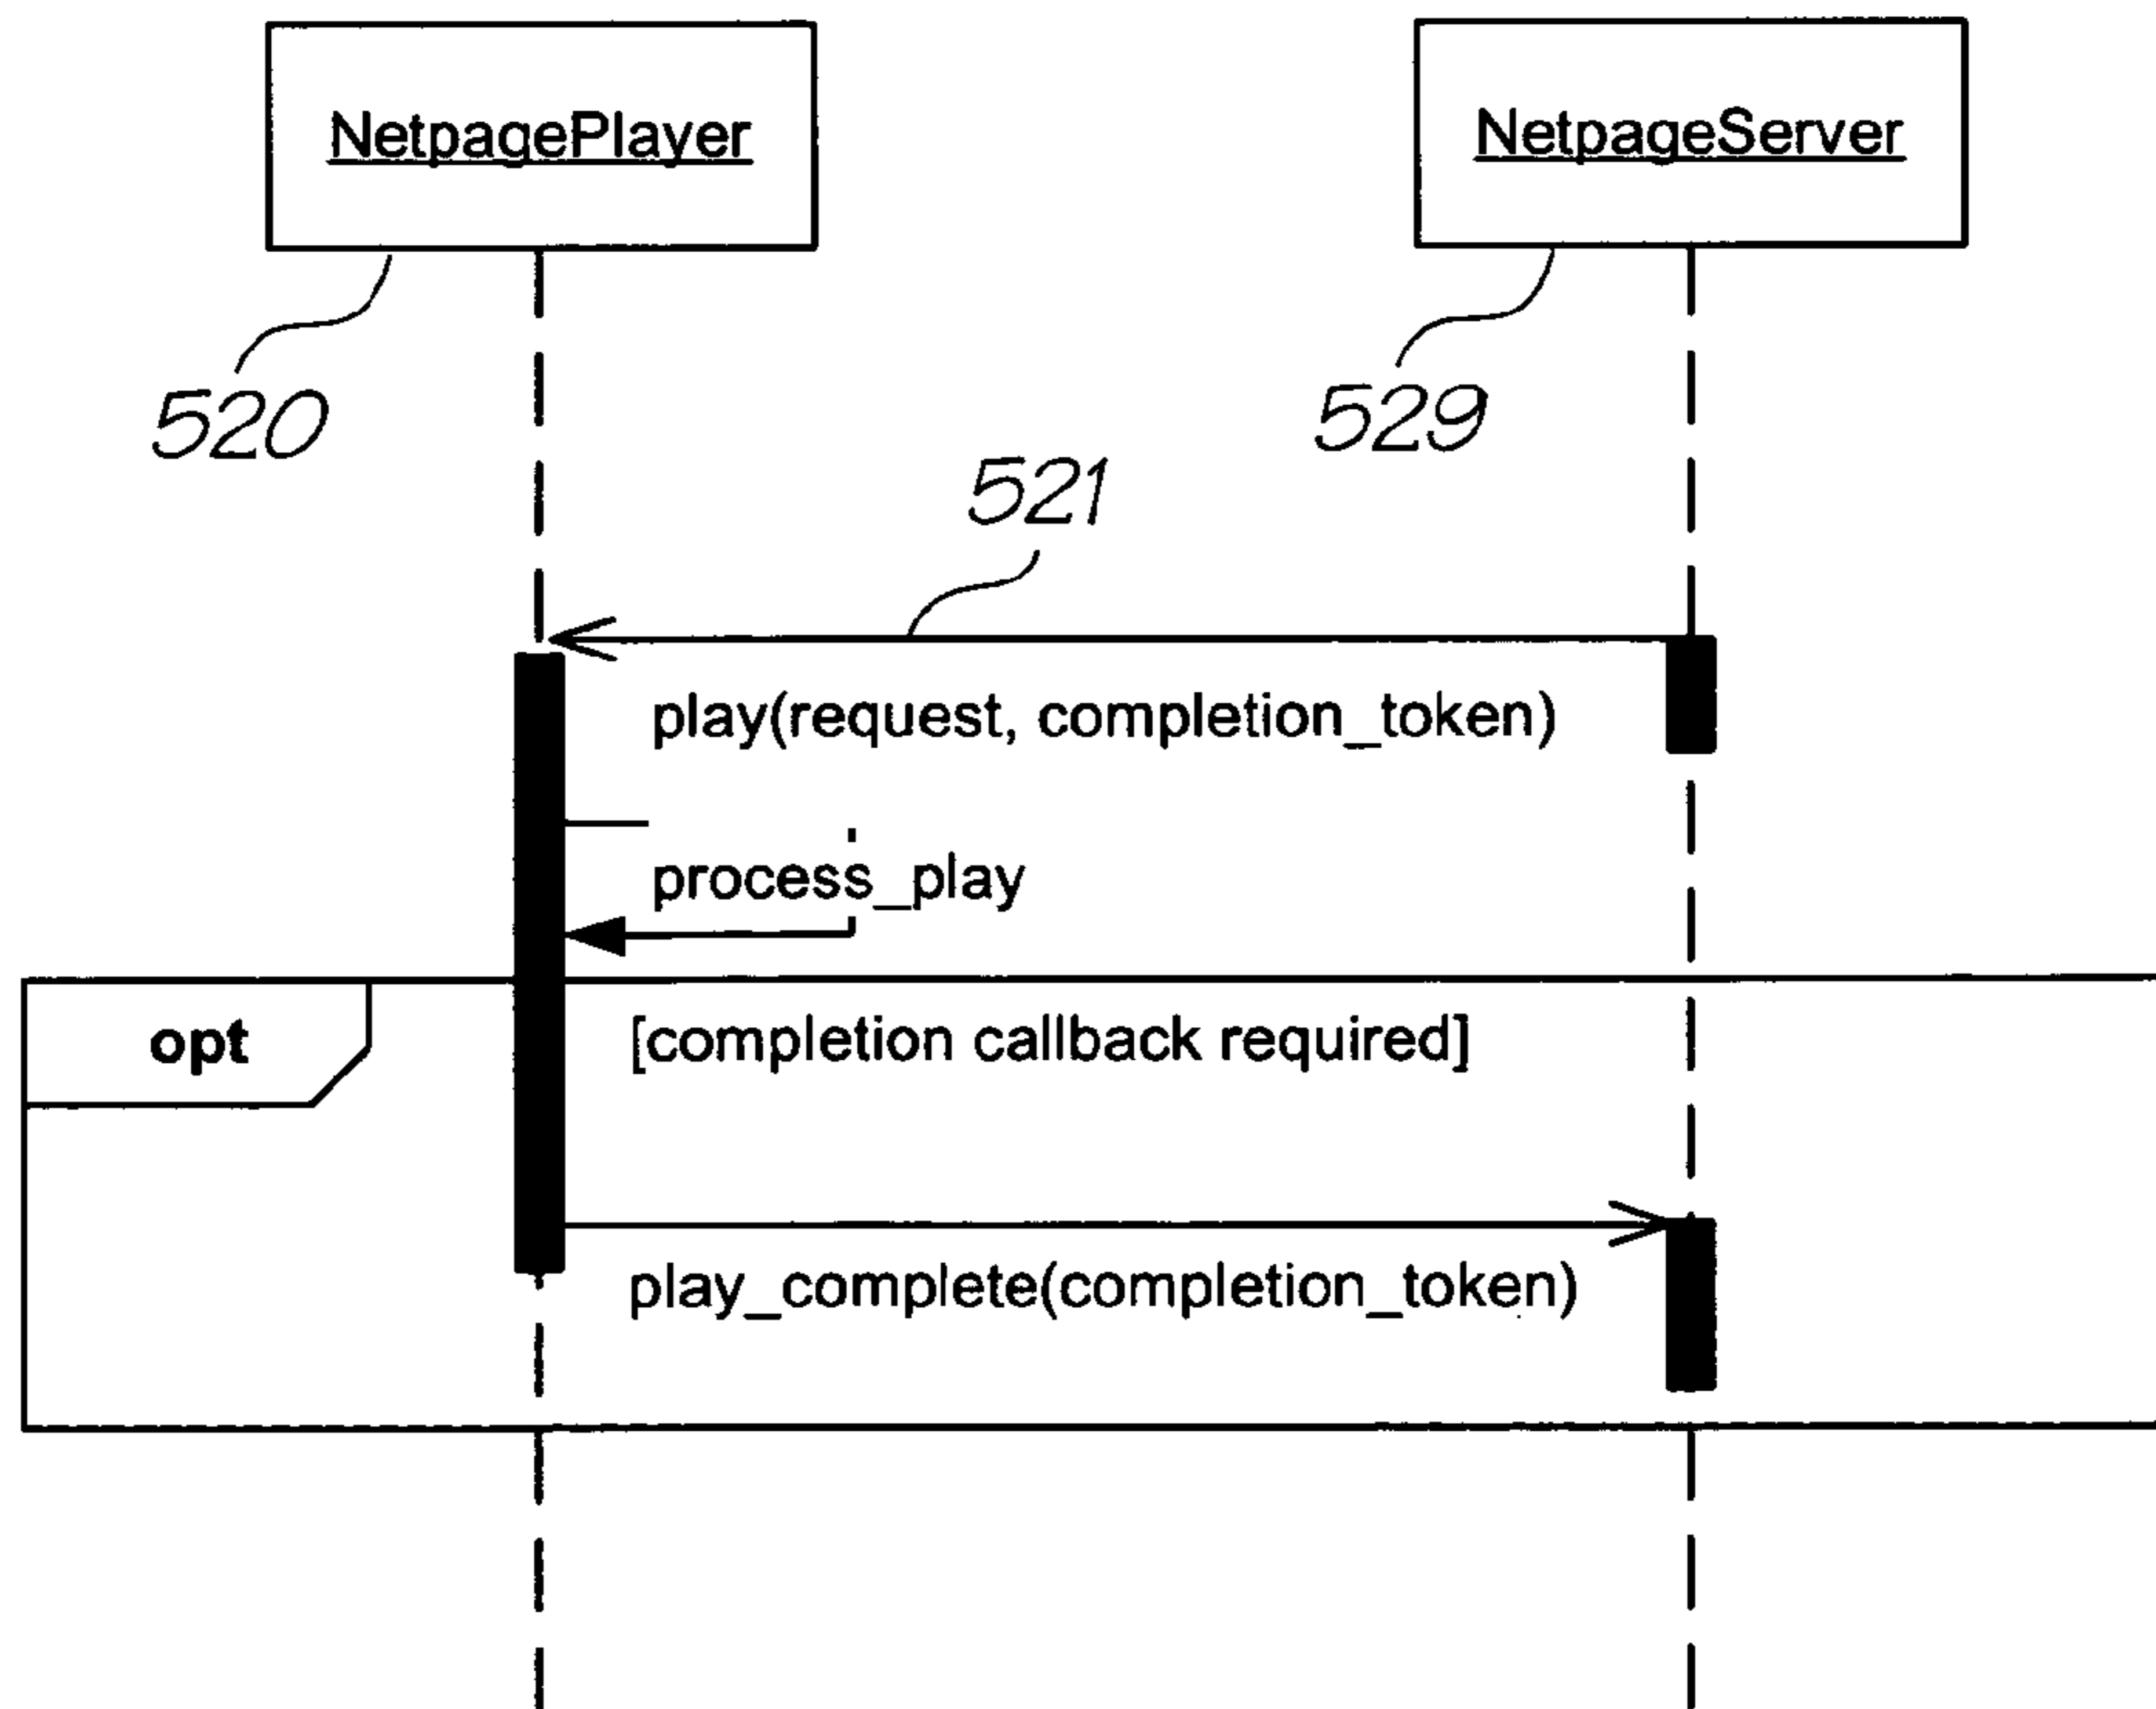 NetpagePlayer
NetpageServer
520
529
521
play(request, completion_token)
process_play
opt
[completion callback required]
play_complete(completion_token)